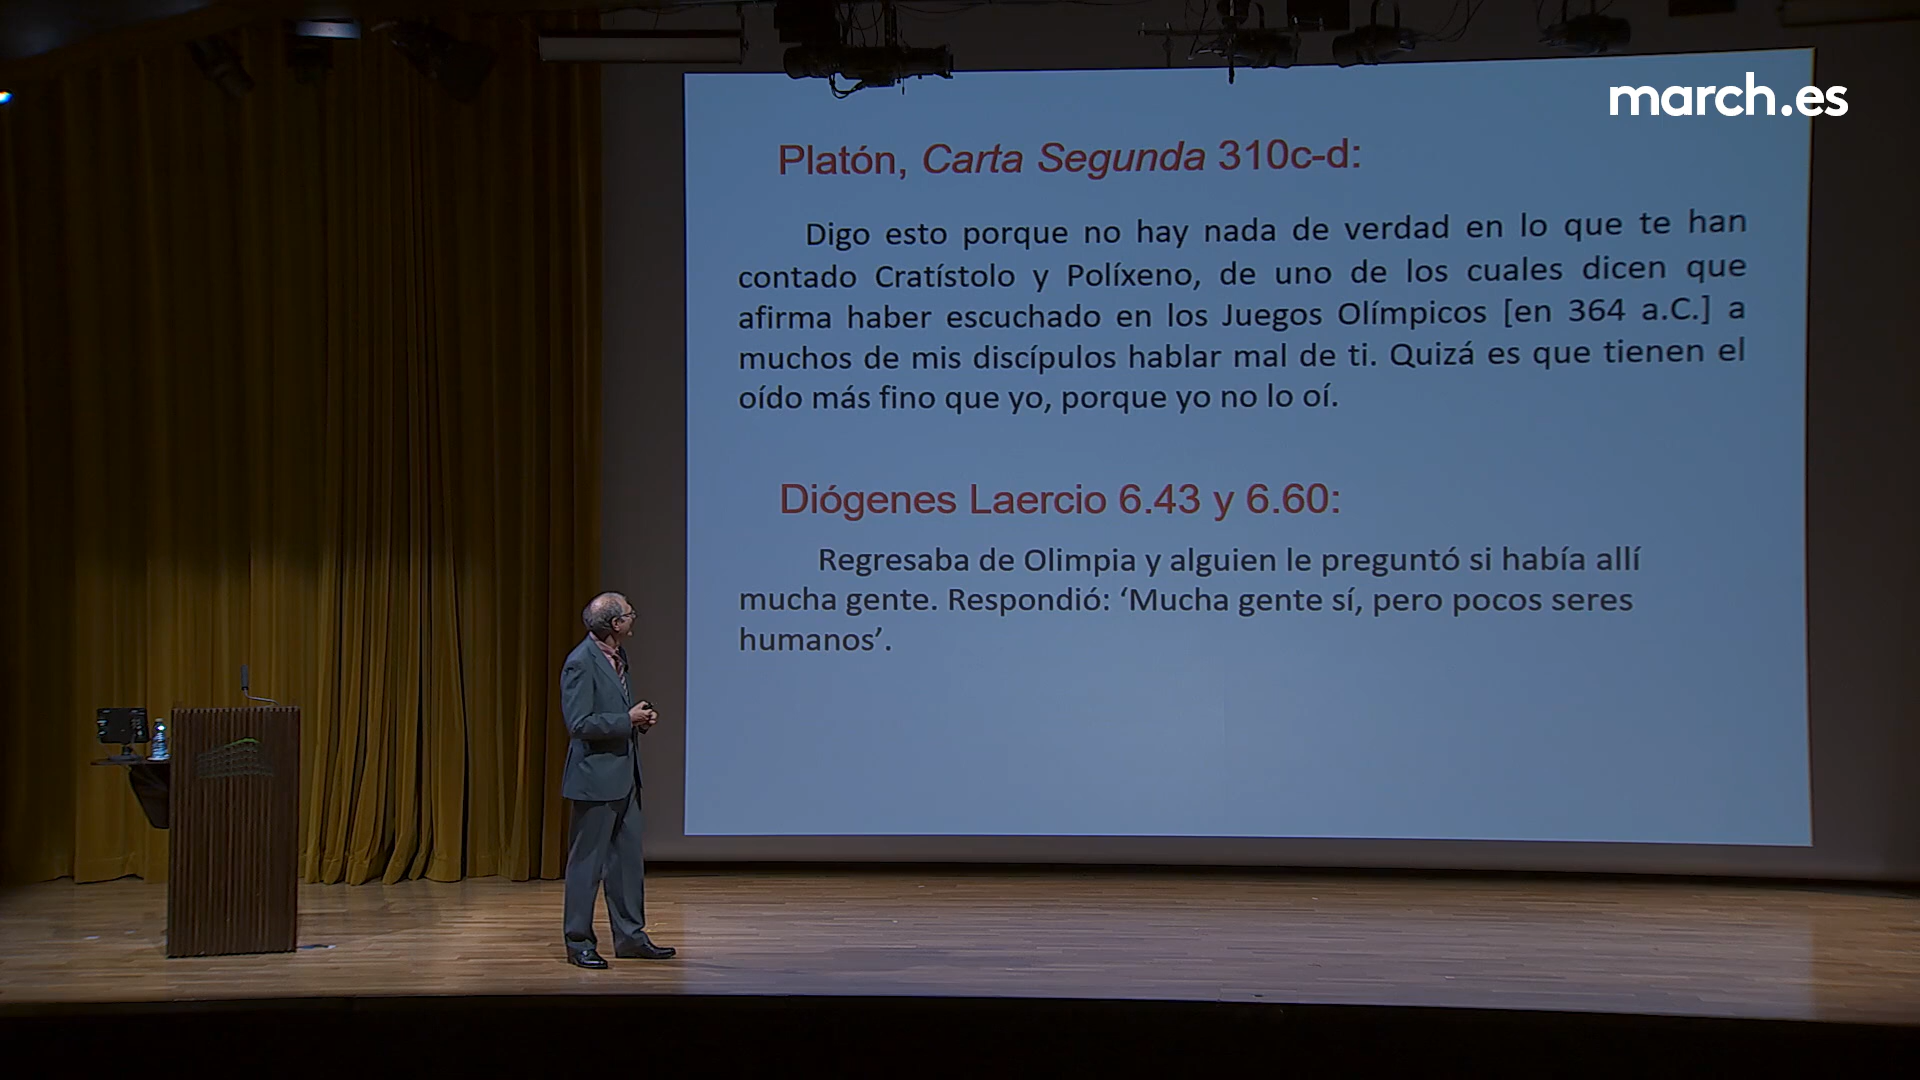 march.es
Platón, Carta Segunda 310c-d:
Digo esto porque no hay nada de verdad en lo que te han
contado Cratístolo y Políxeno, de uno de los cuales dicen que
afirma haber escuchado en los Juegos Olímpicos [en 364 a.C.] a
muchos de mis discípulos hablar mal de ti. Quizá es que tienen el
oído más fino que yo, porque yo no lo oí.
Diógenes Laercio 6.43 y 6.60:
Regresaba de Olimpia y alguien le preguntó si había allí
mucha gente. Respondió: ‘Mucha gente sí, pero pocos seres
humanos’.